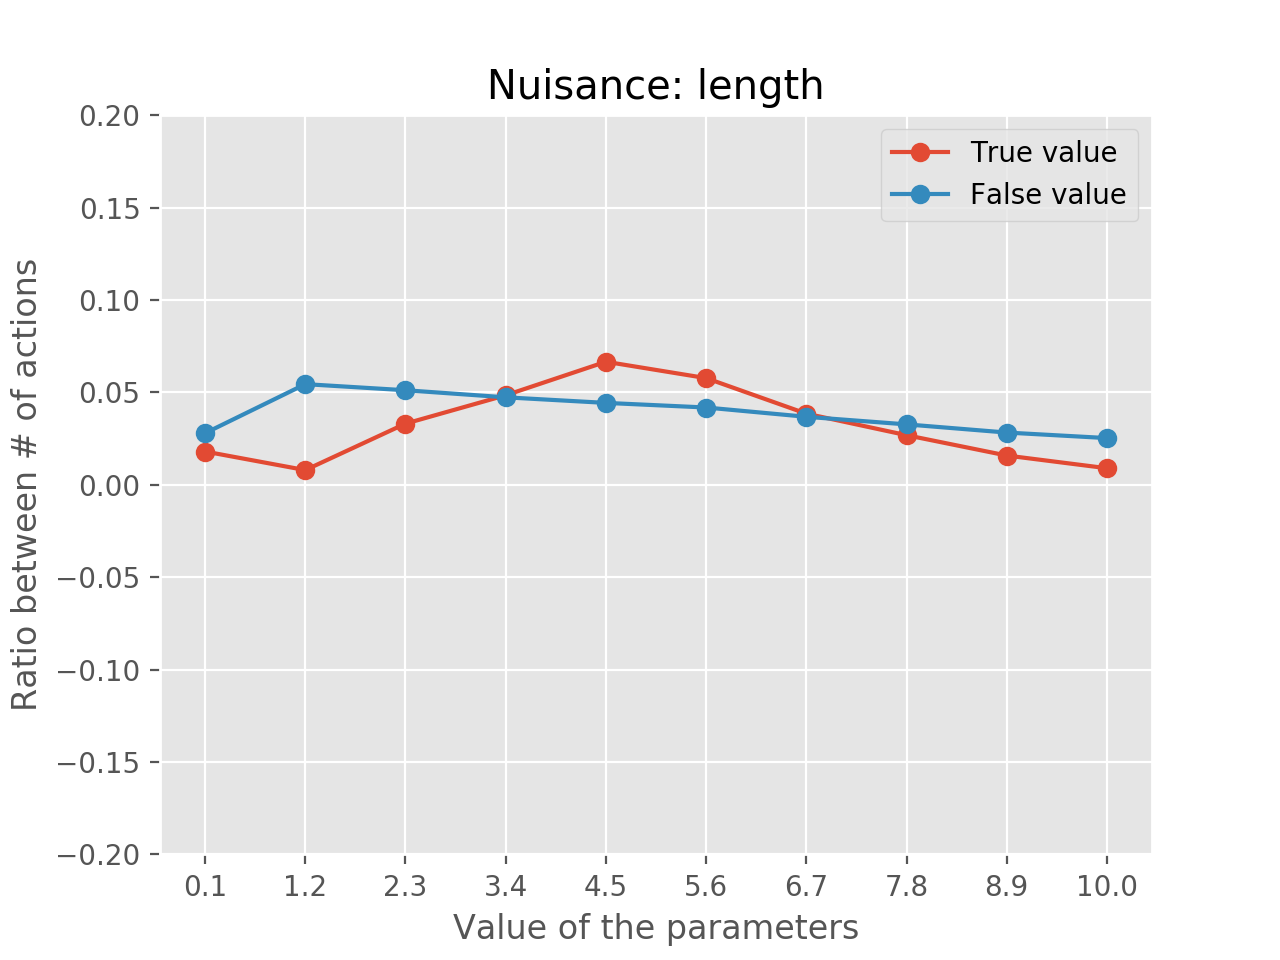 Nuisance: length
True value
False value
0.20
0.15
0.10
0.05
0.00
−0.05
−0.10
−0.15
−0.20
Ratio between # of actions
0.1 1.2 2.3 3.4 4.5 5.6 6.7 7.8 8.9 10.0
Value of the parameters